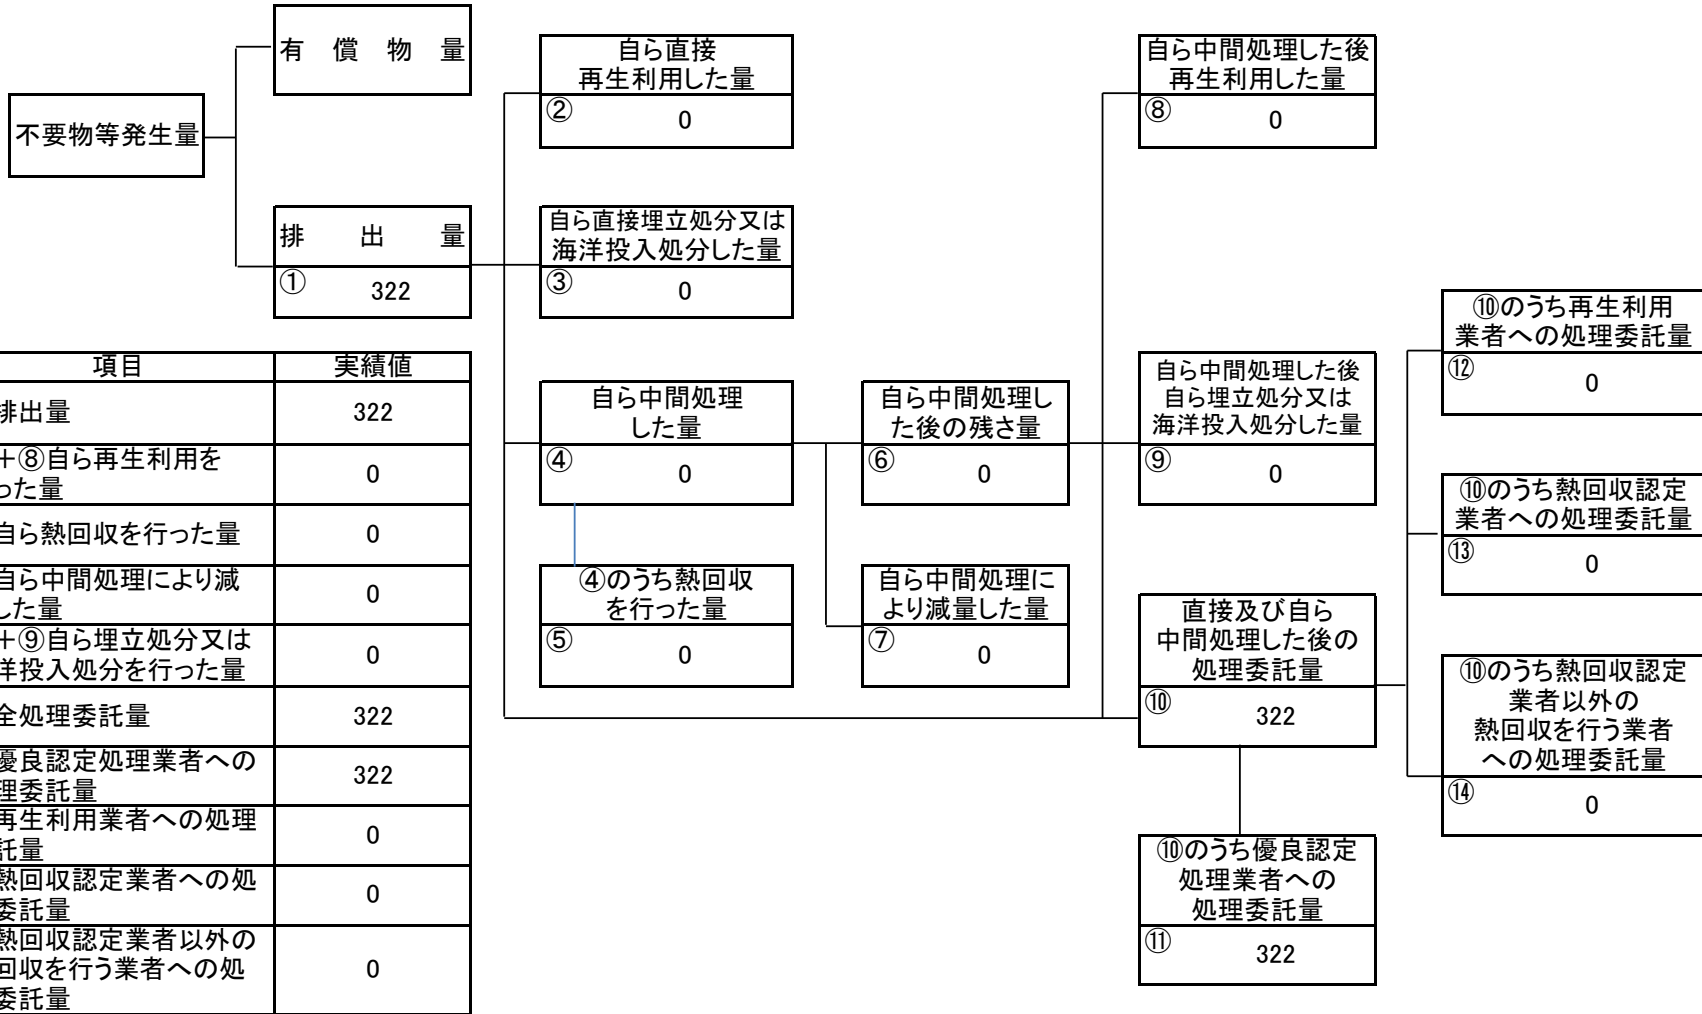 有 償 物 量
不要物等発生量
排 出 量
① 322
自ら直接
再生利用した量
② 0
自ら直接埋立処分又は
海洋投入処分した量
③ 0
自ら中間処理
した量
④ 0
④のうち熱回収
を行った量
⑤ 0
自ら中間処理し
た後の残さ量
⑥ 0
自ら中間処理に
より減量した量
⑦ 0
自ら中間処理した後
再生利用した量
⑧ 0
自ら中間処理した後
自ら埋立処分又は
海洋投入処分した量
⑨ 0
直接及び自ら
中間処理した後の
処理委託量
⑩ 322
⑩のうち優良認定
処理業者への
処理委託量
⑪ 322
⑩のうち再生利用
業者への処理委託量
⑫ 0
⑩のうち熱回収認定
業者への処理委託量
⑬ 0
⑩のうち熱回収認定
業者以外の
熱回収を行う業者
への処理委託量
⑭ 0
項目 実績値
排出量 322
+⑧自ら再生利用を
った量 0
自ら熱回収を行った量 0
自ら中間処理により減
した量 0
+⑨自ら埋立処分又は
洋投入処分を行った量 0
全処理委託量 322
優良認定処理業者への
理委託量 322
再生利用業者への処理
託量 0
熱回収認定業者への処
委託量 0
熱回収認定業者以外の
回収を行う業者への処
委託量 0